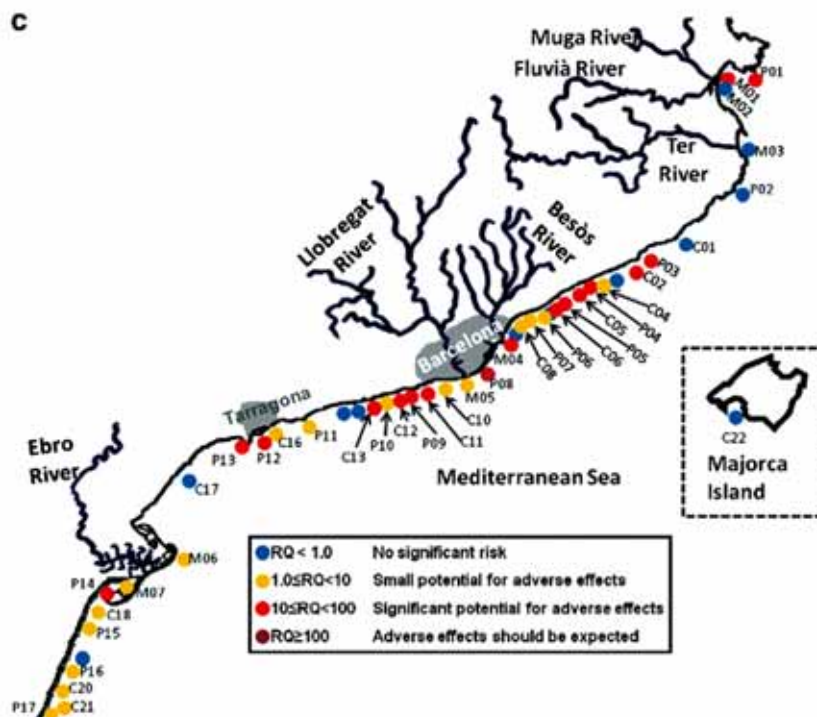 c
Muga River
Fluvià River
P01
M01
M02
Ter
River
M03
P02
Llobregat
River
Besòs
River
C01
P03
C02
C04
P04
C05
P05
C06
P06
P07
C08
Barcelona
M04
P08
M05
C10
C11
P09
C12
P10
C13
P11
Tarragona
C16
P12
P13
Mediterranean Sea
C22
Majorca
Island
Ebro
River
C17
M06
P14
M07
C18
P15
P16
C20
C21
P17
RQ < 1.0 No significant risk
1.0≤RQ<10 Small potential for adverse effects
10≤RQ<100 Significant potential for adverse effects
RQ≥100 Adverse effects should be expected